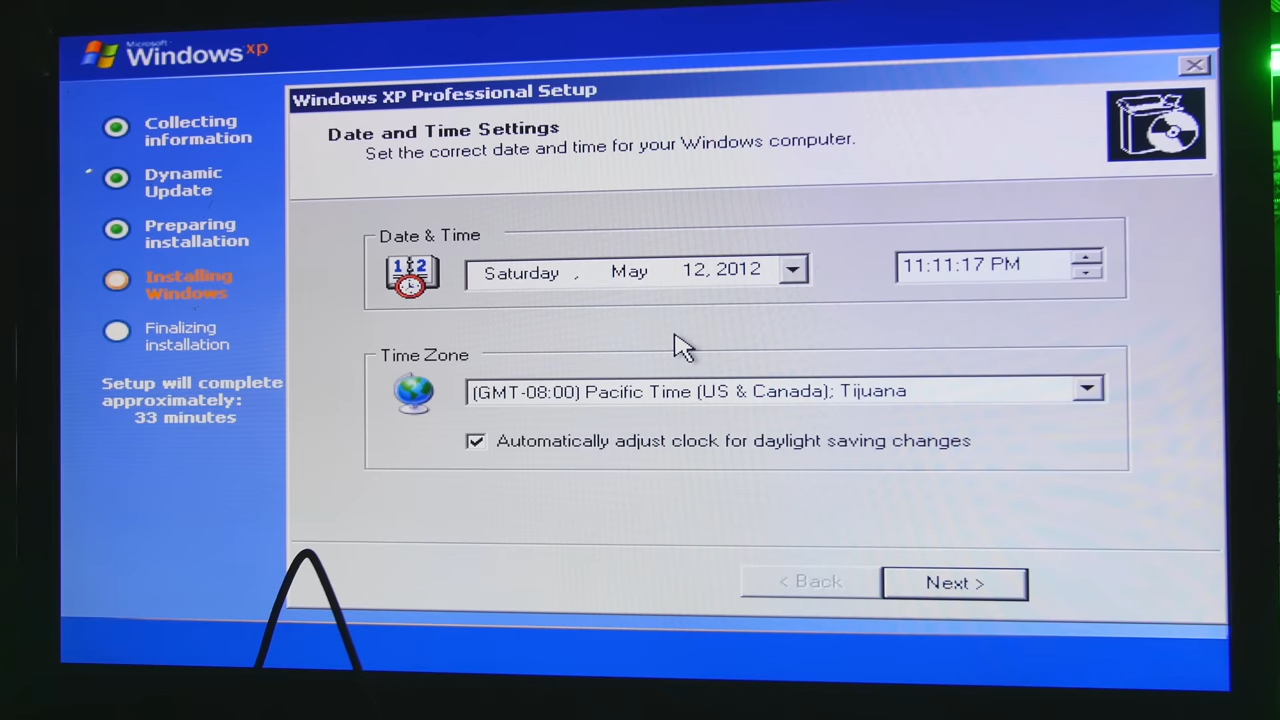 Microsoft
Windows xp
Collecting
information
Dynamic
Update
Preparing
installation
Installing
Windows
Finalizing
installation
Setup will complete
approximately:
33 minutes
Windows XP Professional Setup
Date and Time Settings
Set the correct date and time for your Windows computer.
Date & Time
1 2
Saturday , May 12, 2012
11:11:17 PM
Time Zone
(GMT-08:00) Pacific Time (US & Canada); Tijuana
Automatically adjust clock for daylight saving changes
< Back
Next >